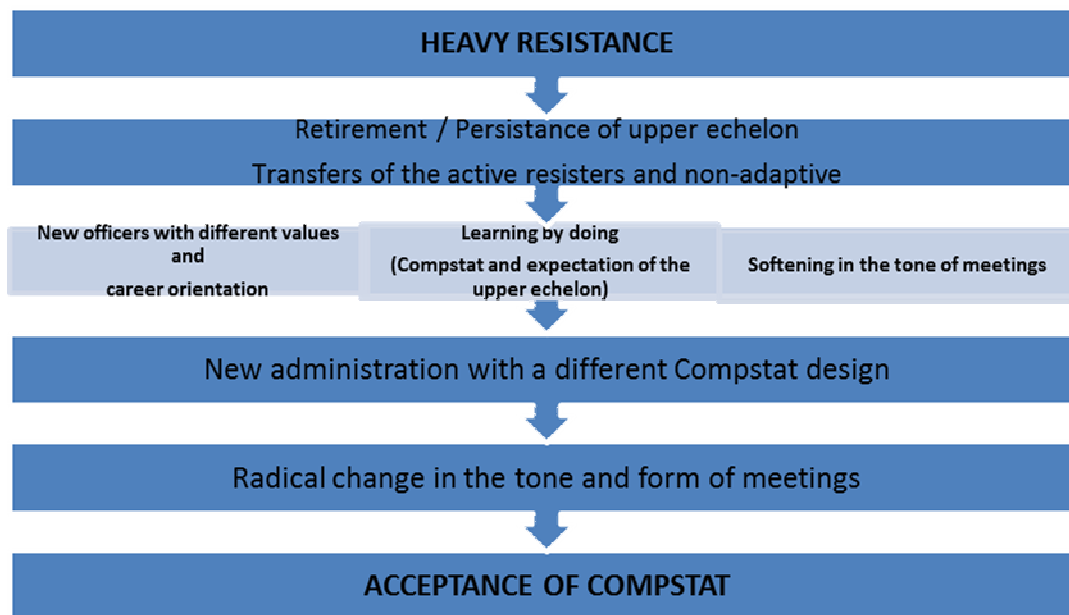 HEAVY RESISTANCE
Retirement / Persistance of upper echelon
Transfers of the active resisters and non-adaptive
New officers with different values
and
career orientation
Learning by doing
(Compstat and expectation of the
upper echelon)
Softening in the tone of meetings
New administration with a different Compstat design
Radical change in the tone and form of meetings
ACCEPTANCE OF COMPSTAT